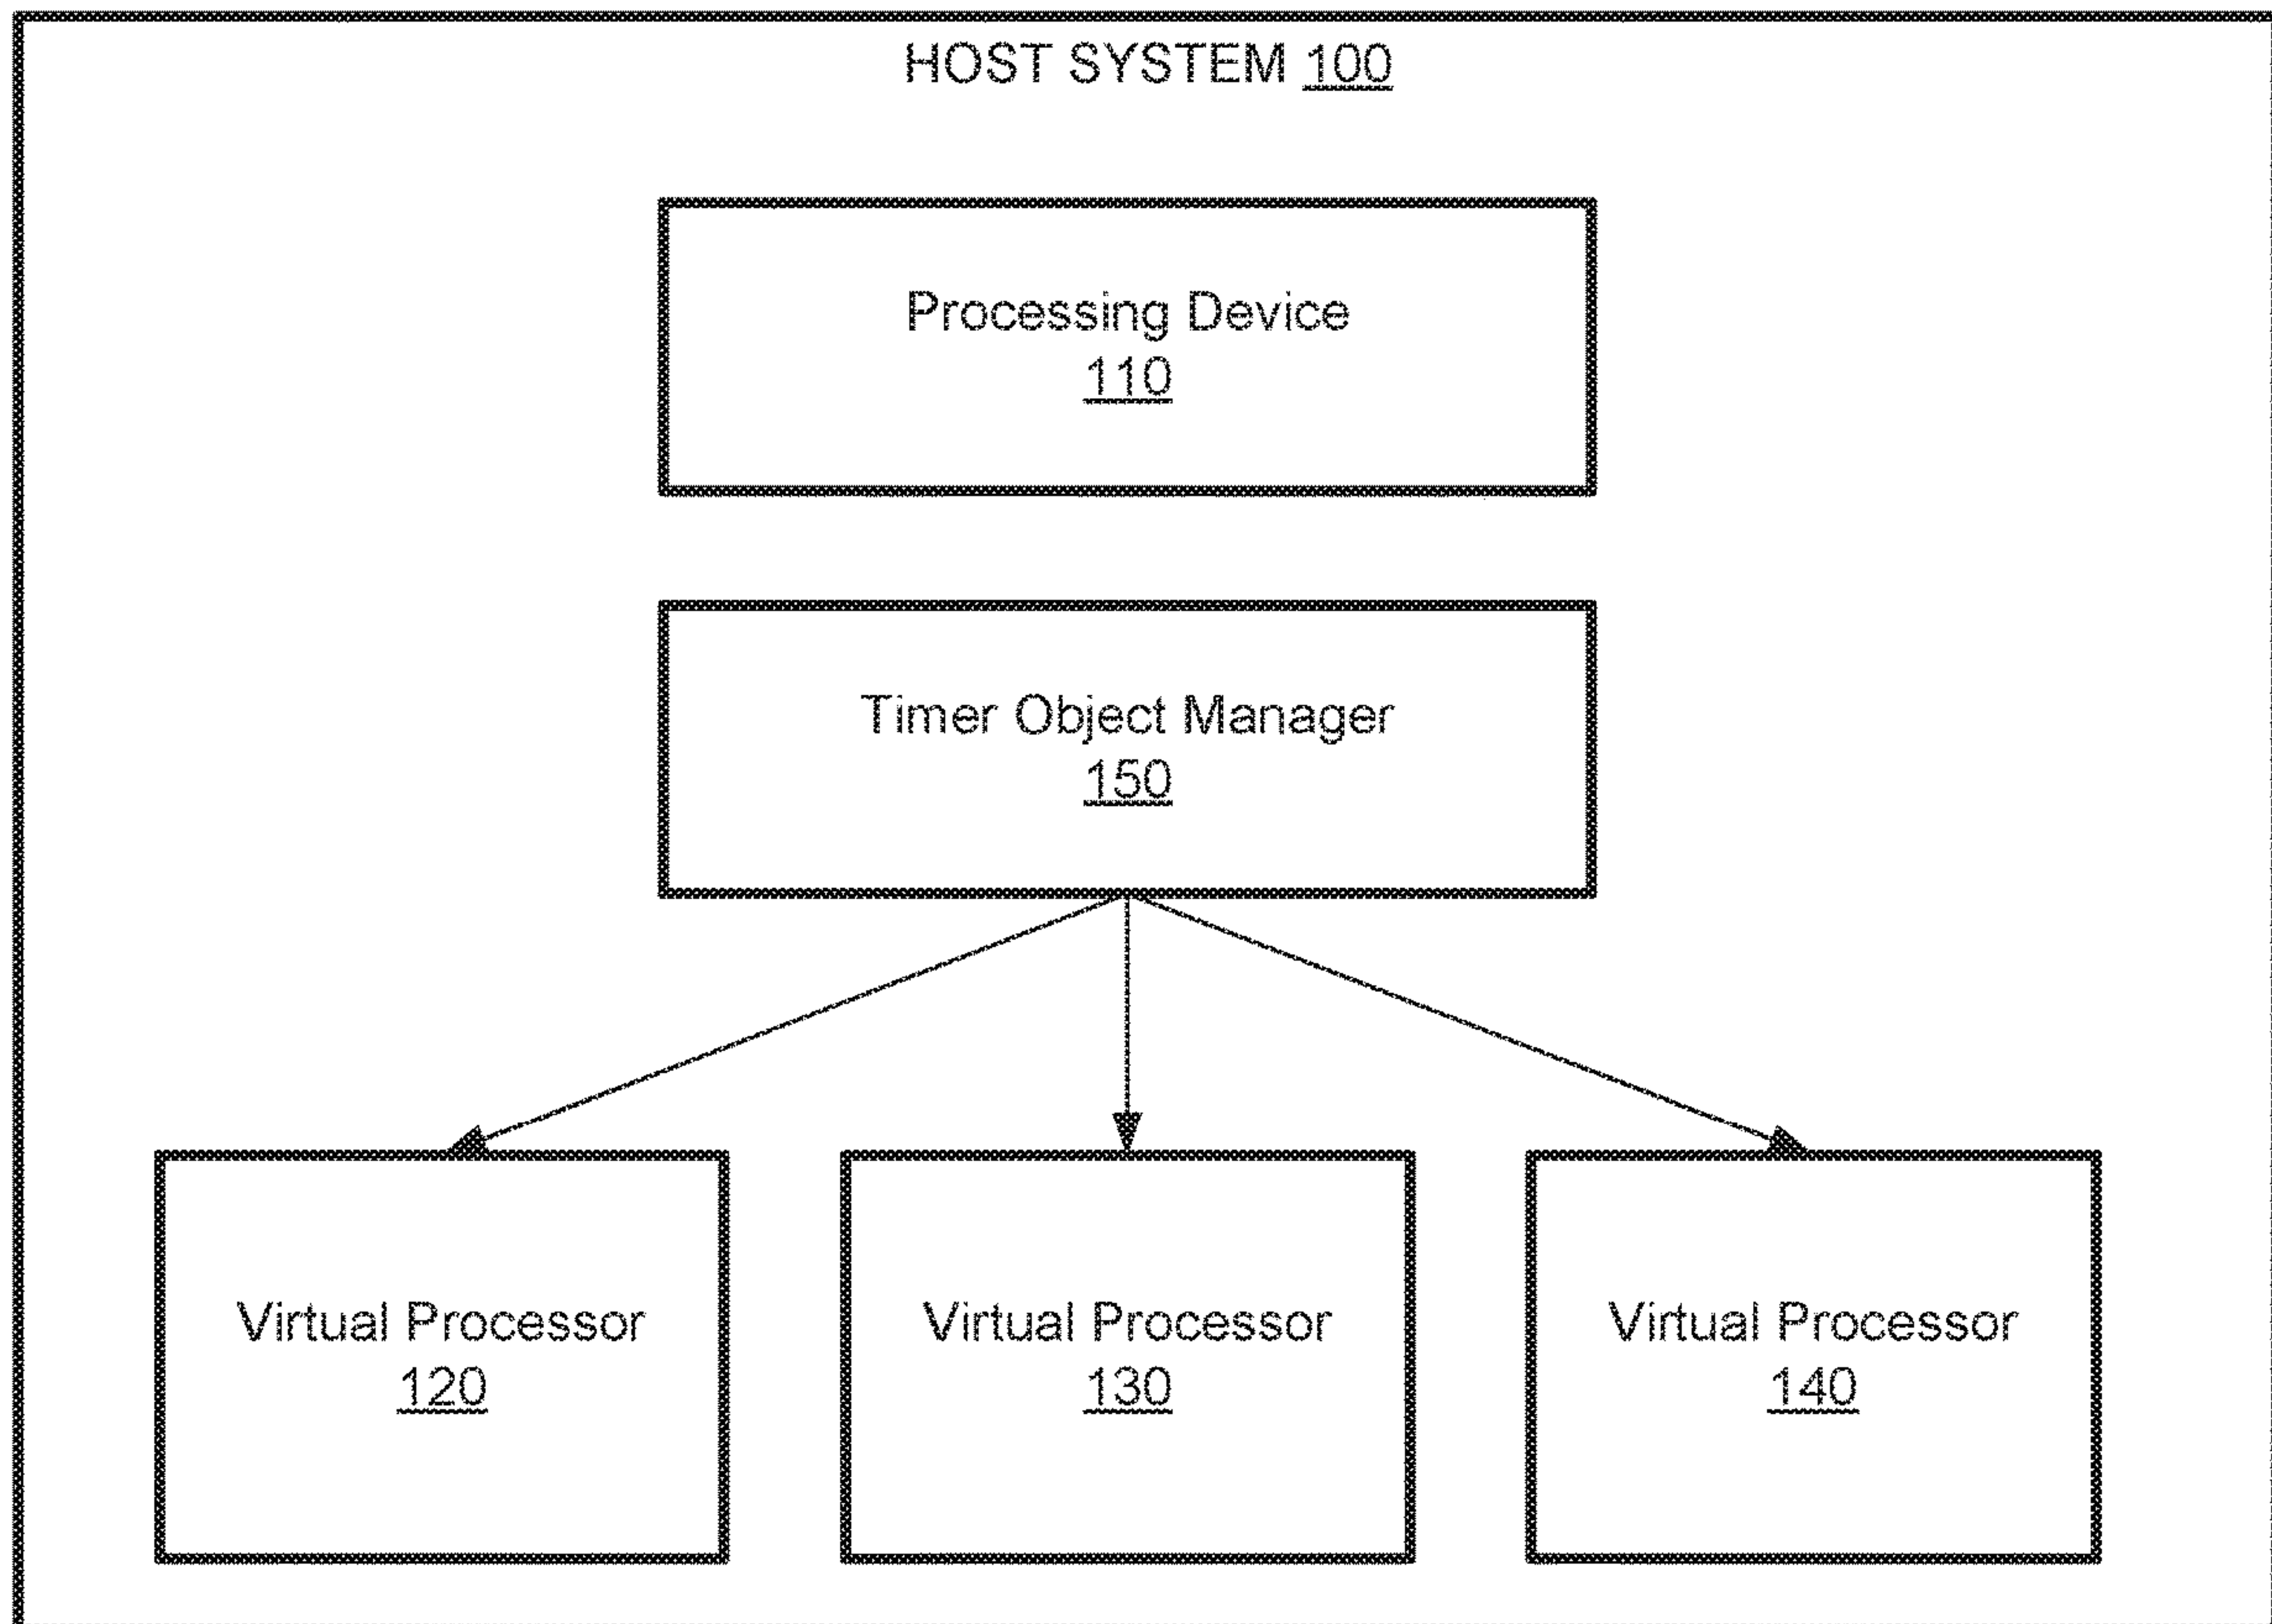 HOST SYSTEM 100
Processing Device
110
Timer Object Manager
150
Virtual Processor
120
Virtual Processor
130
Virtual Processor
140